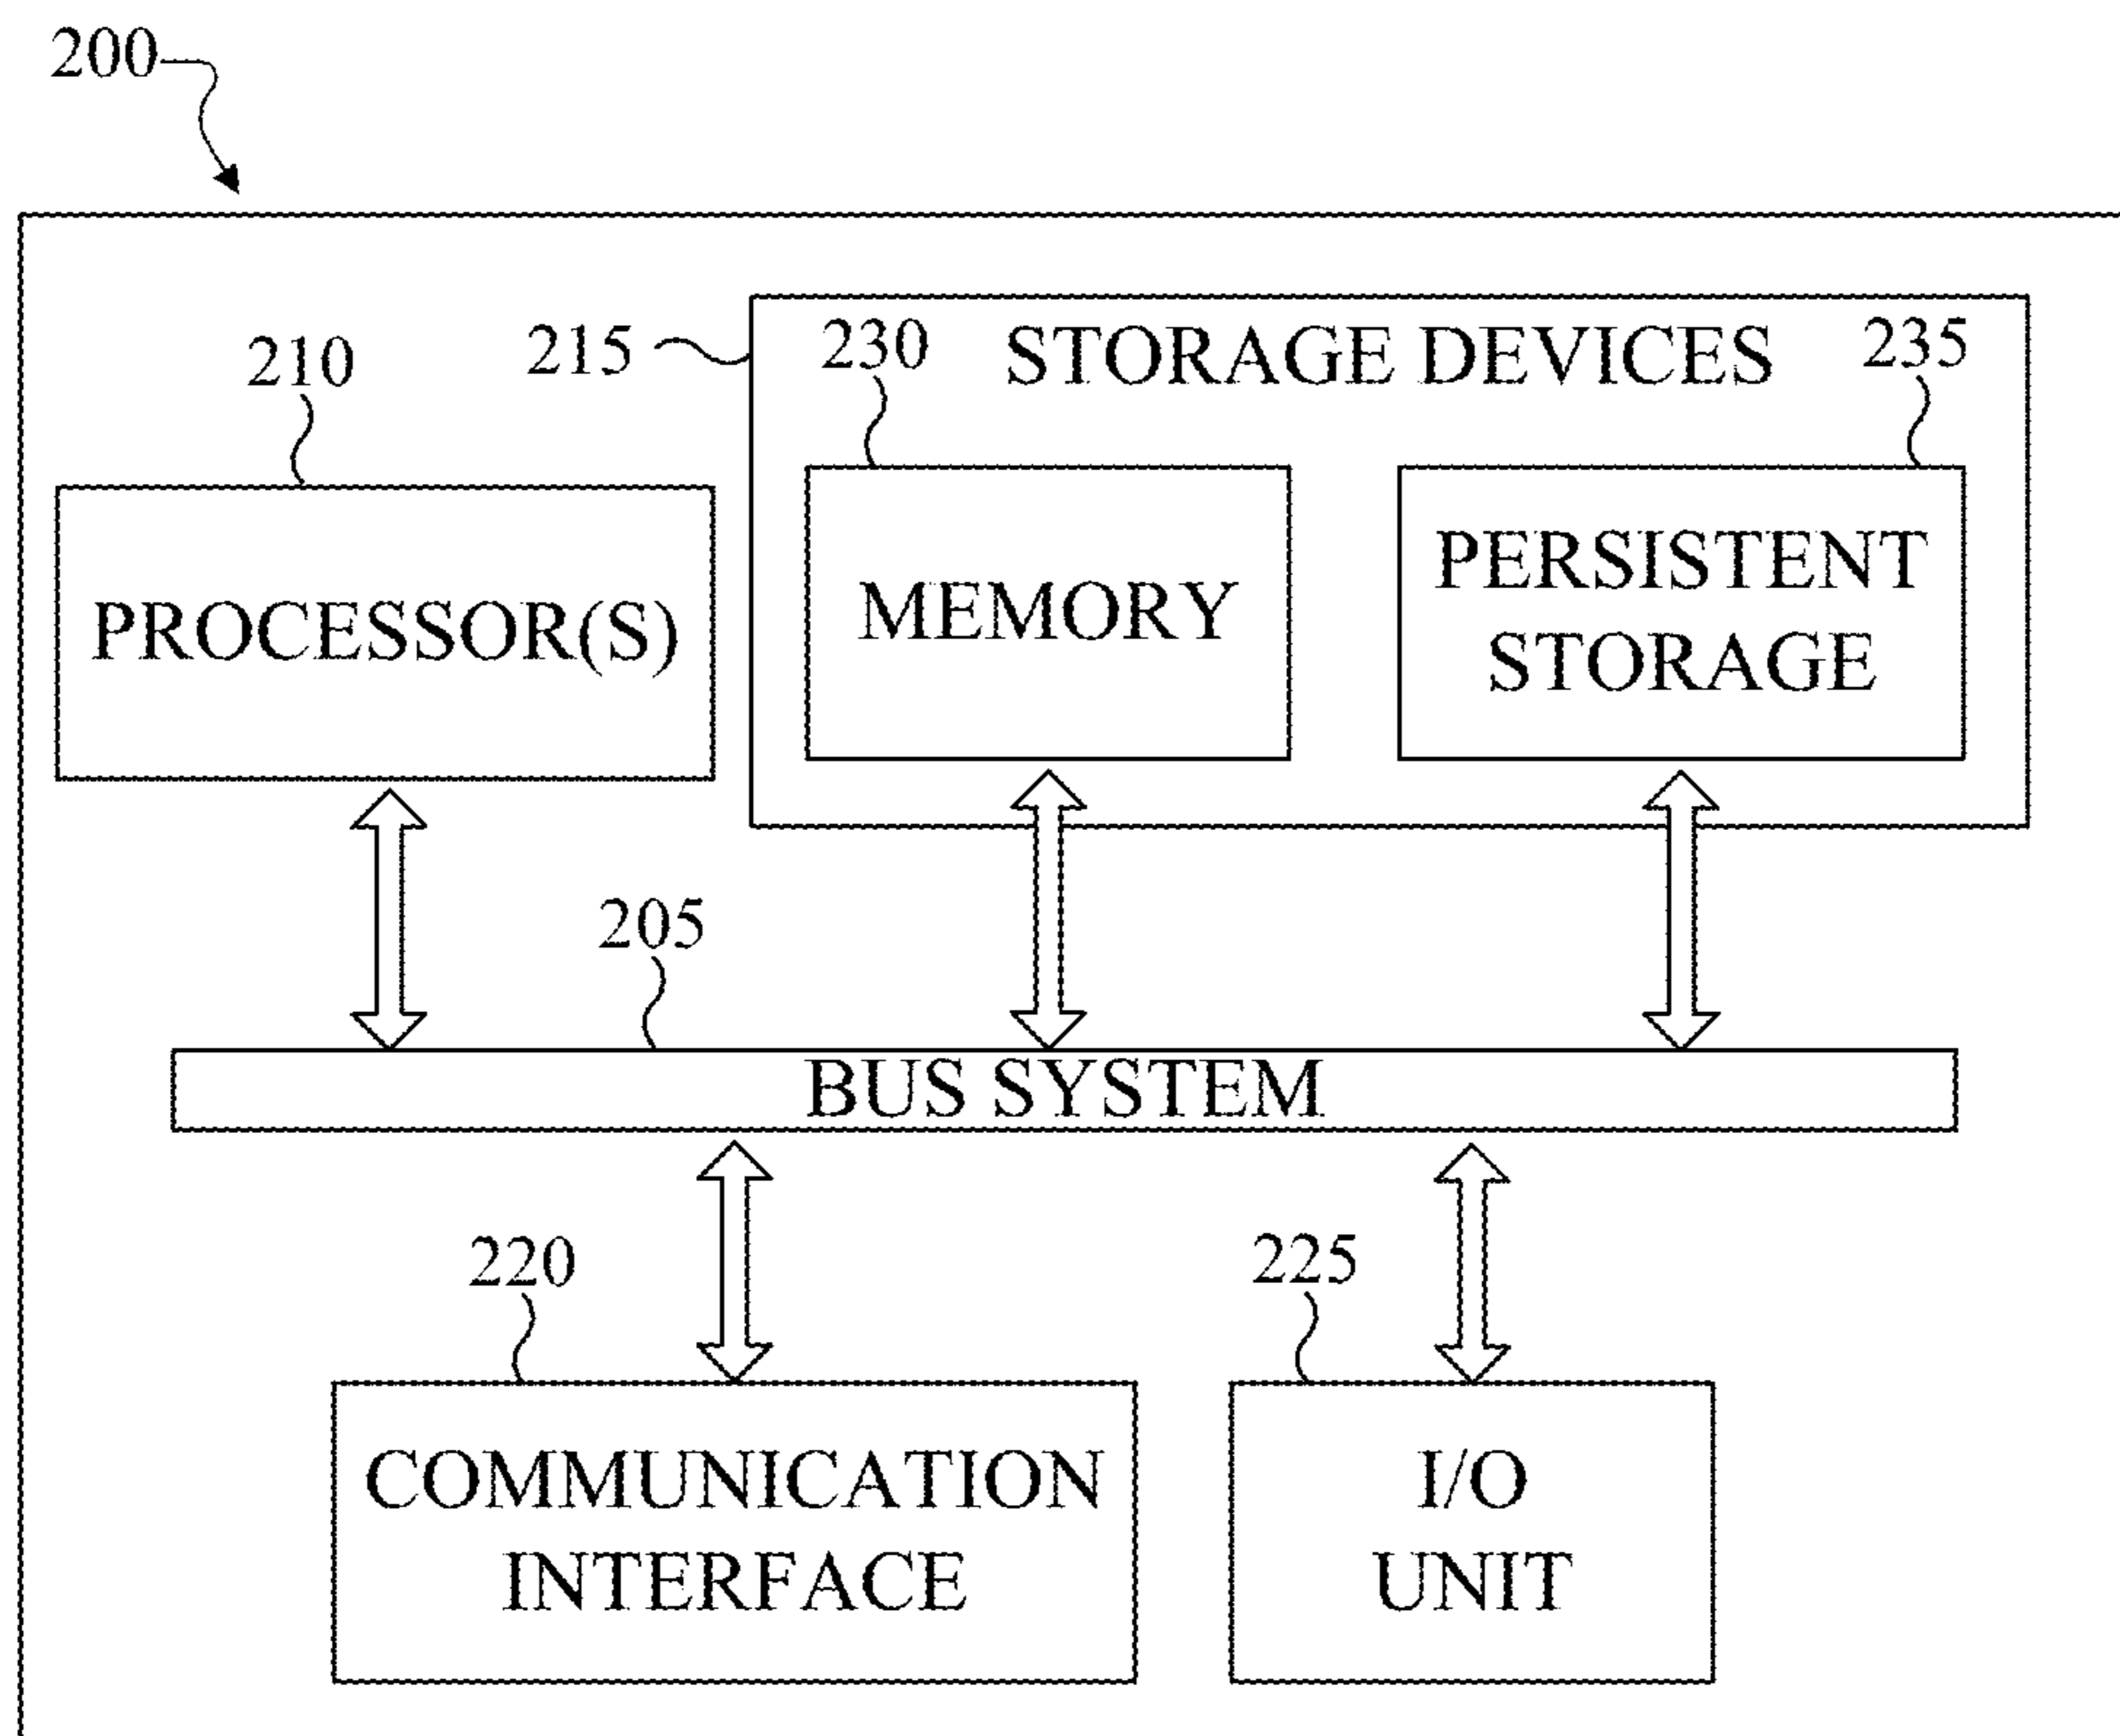 200
215
230
STORAGE DEVICES
235
210
PROCESSOR(S)
MEMORY
PERSISTENT
STORAGE
205
BUS SYSTEM
220
225
COMMUNICATION
INTERFACE
I/O
UNIT